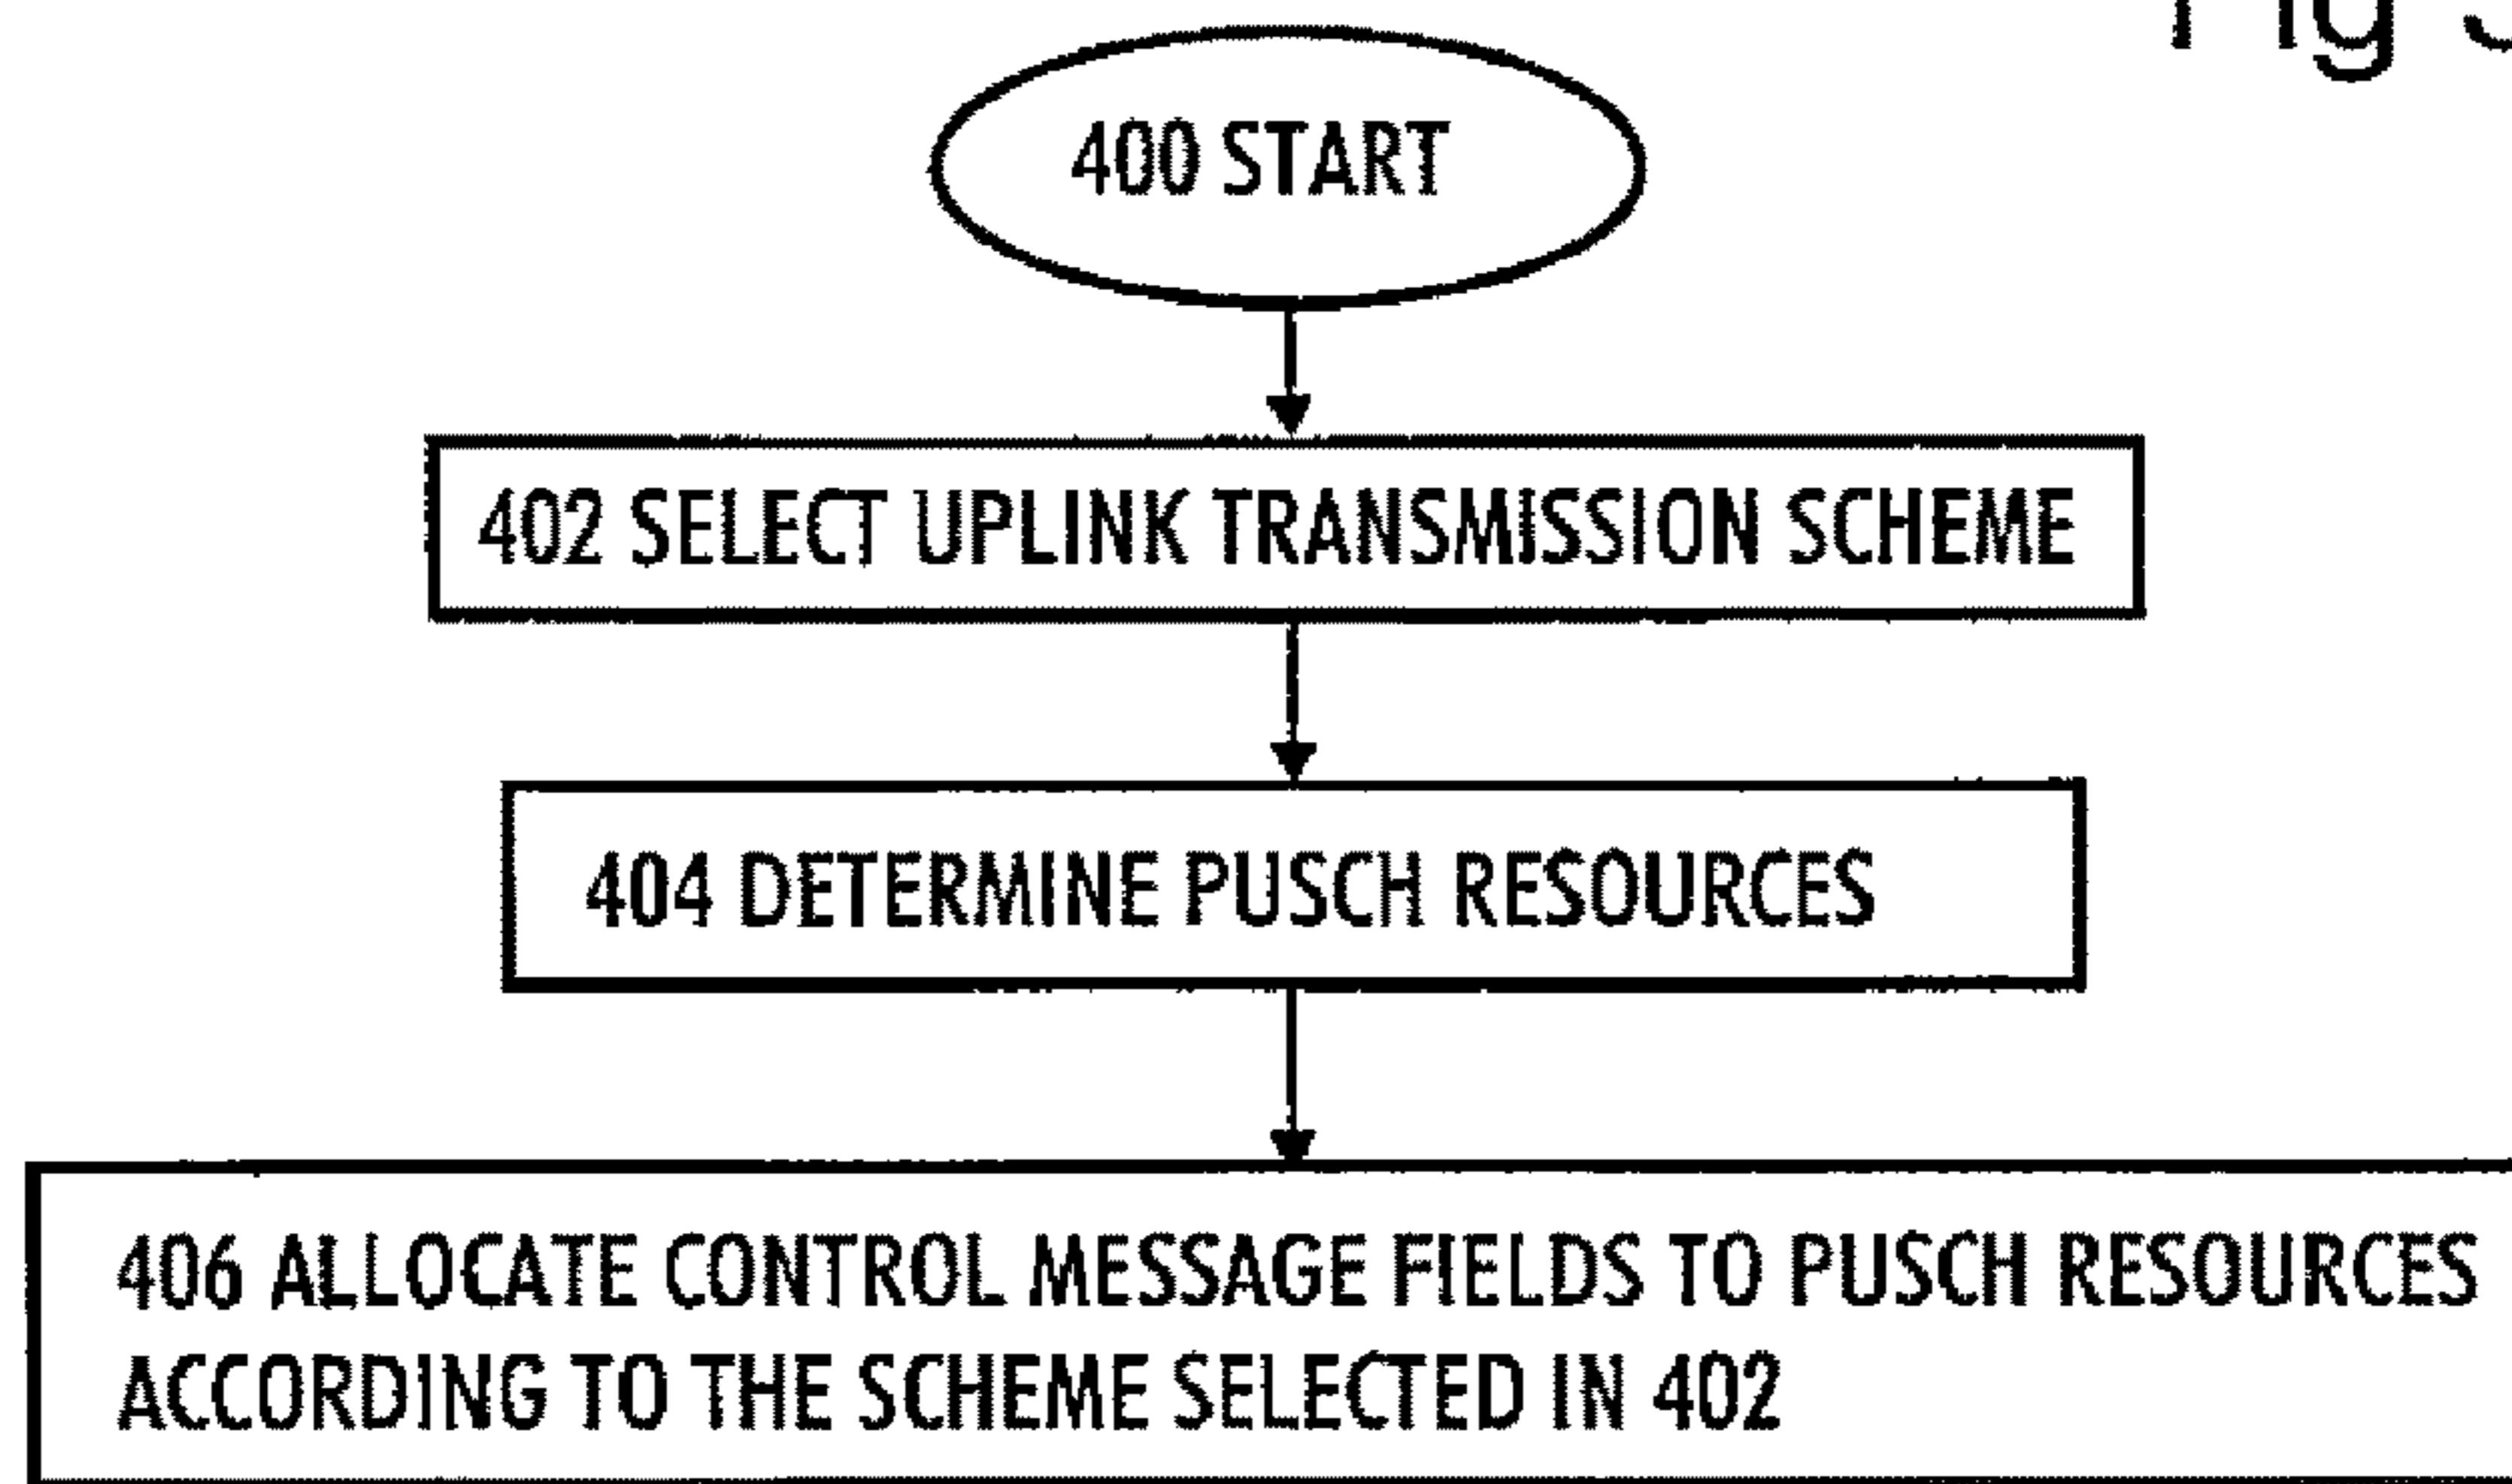 Fig
400 START
402 SELECT UPLINK TRANSMISSION SCHEME
404 DETERMINE PUSCH RESOURCES
406 ALLOCATE CONTROL MESSAGE FIELDS TO PUSCH RESOURCES
ACCORDING TO THE SCHEME SELECTED IN 402